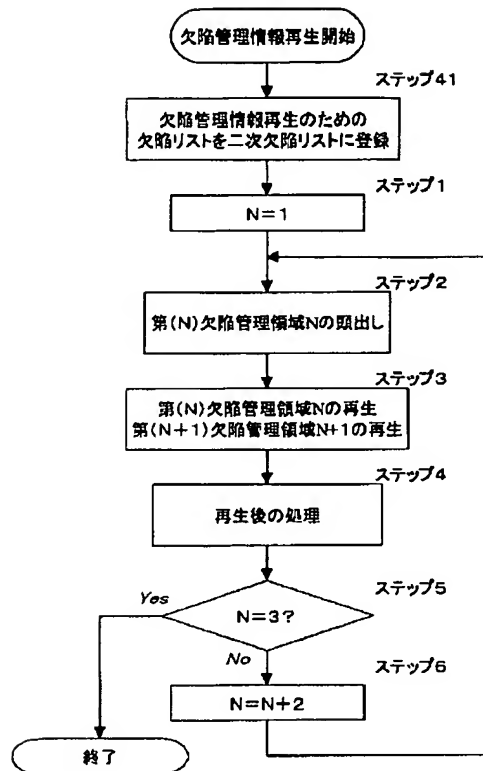 欠陥管理情報再生開始
ステップ41
欠陥管理情報再生のための
欠陥リストを二次欠陥リストに登録
ステップ1
N=1
ステップ2
第(N)欠陥管理領域Nの頭出し
ステップ3
第(N)欠陥管理領域Nの再生
第(N+1)欠陥管理領域N+1の再生
ステップ4
再生後の処理
ステップ5
Yes
N=3?
No
ステップ6
N=N+2
終了